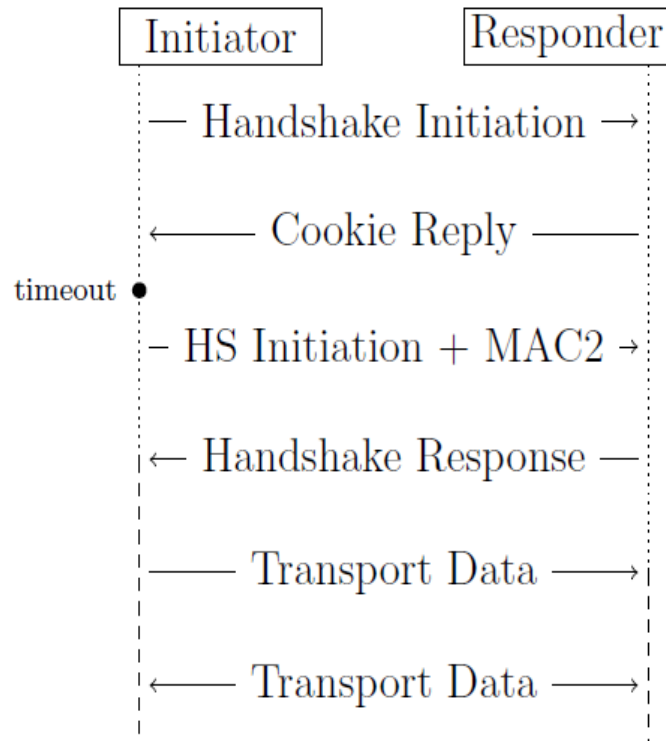 Initiator
Responder
Handshake Initiation
Cookie Reply
timeout
HS Initiation + MAC2
Handshake Response
Transport Data
Transport Data